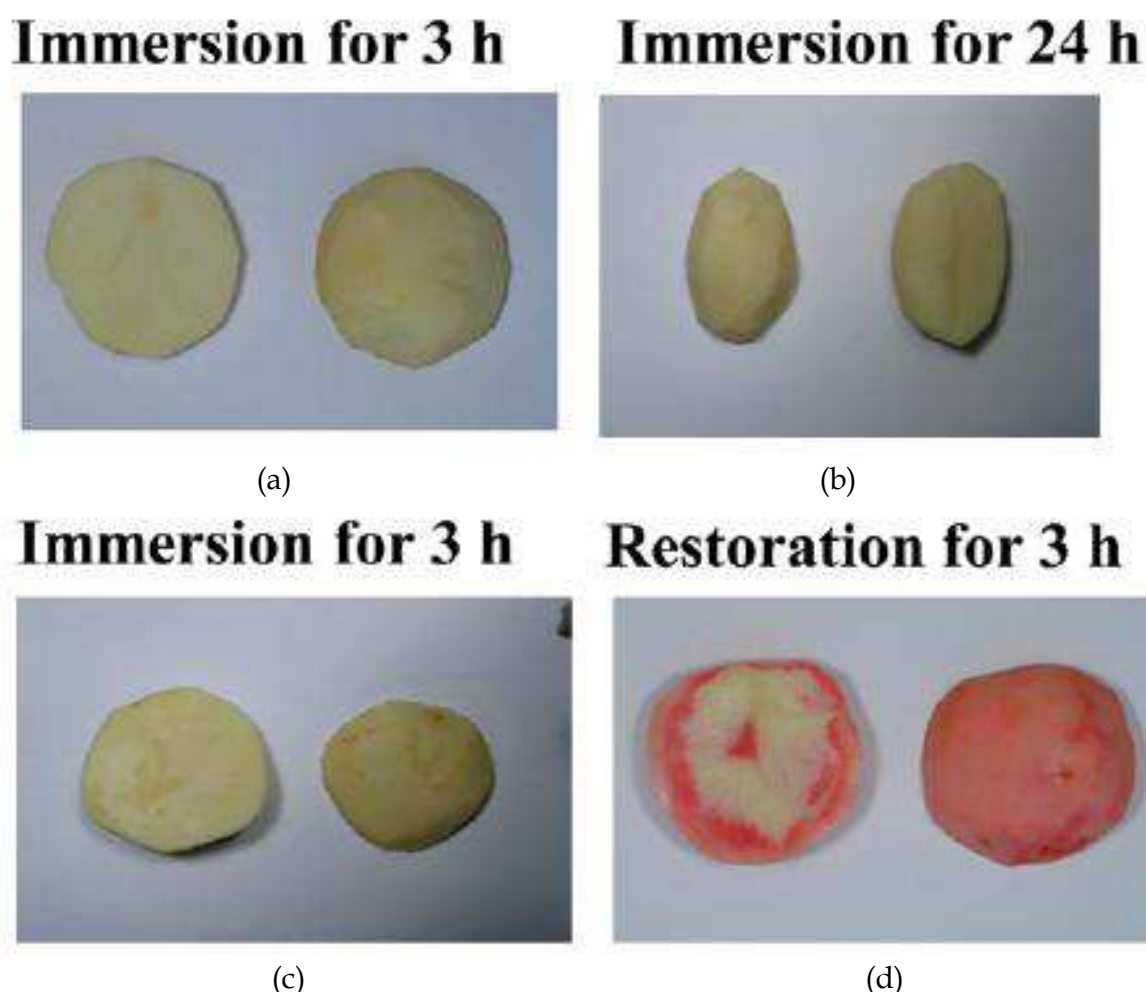 Immersion for 3 h
Immersion for 24 h
(a)
(b)
Immersion for 3 h
Restoration for 3 h
(c)
(d)